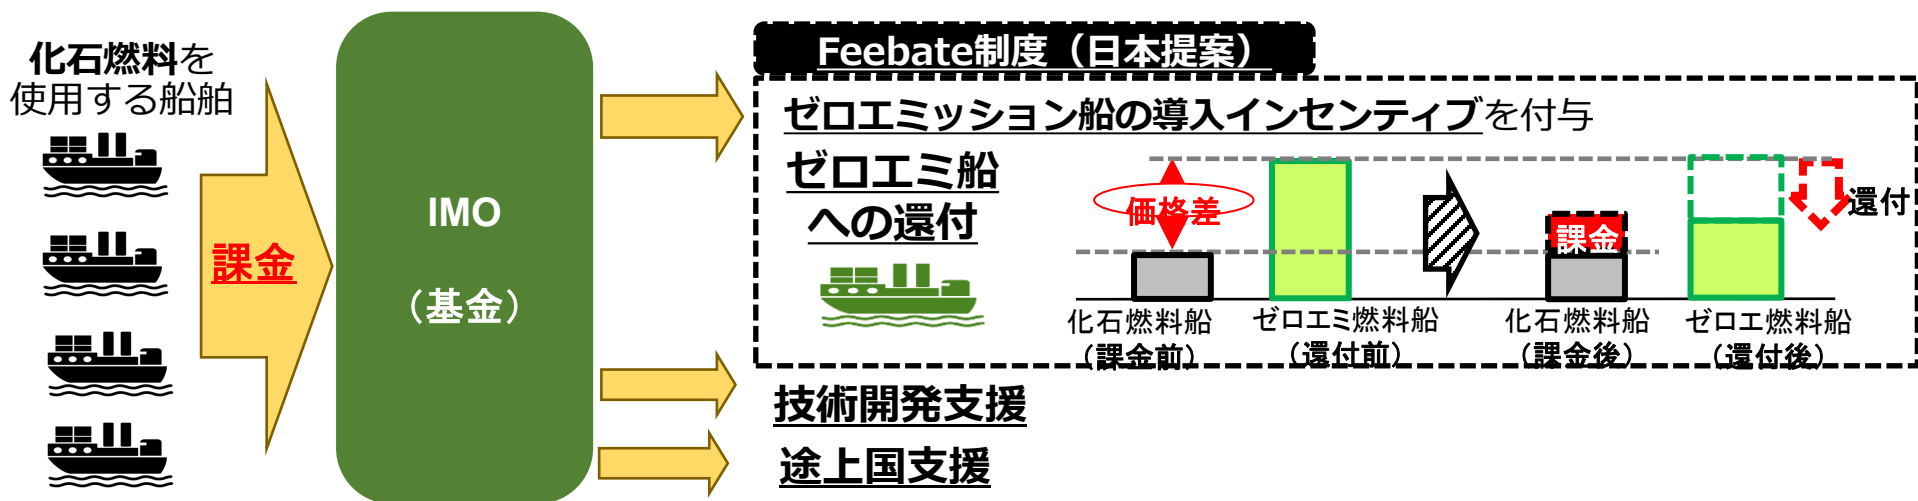 化石燃料を
使用する船舶
課金
IMO
（基金）
Feebate制度（日本提案）
ゼロエミッション船の導入インセンティブを付与
ゼロエミ船
への還付
価格差
課金
還付
化石燃料船
（課金前）
ゼロエミ燃料船
（還付前）
化石燃料船
（課金後）
ゼロエ燃料船
（還付後）
技術開発支援
途上国支援